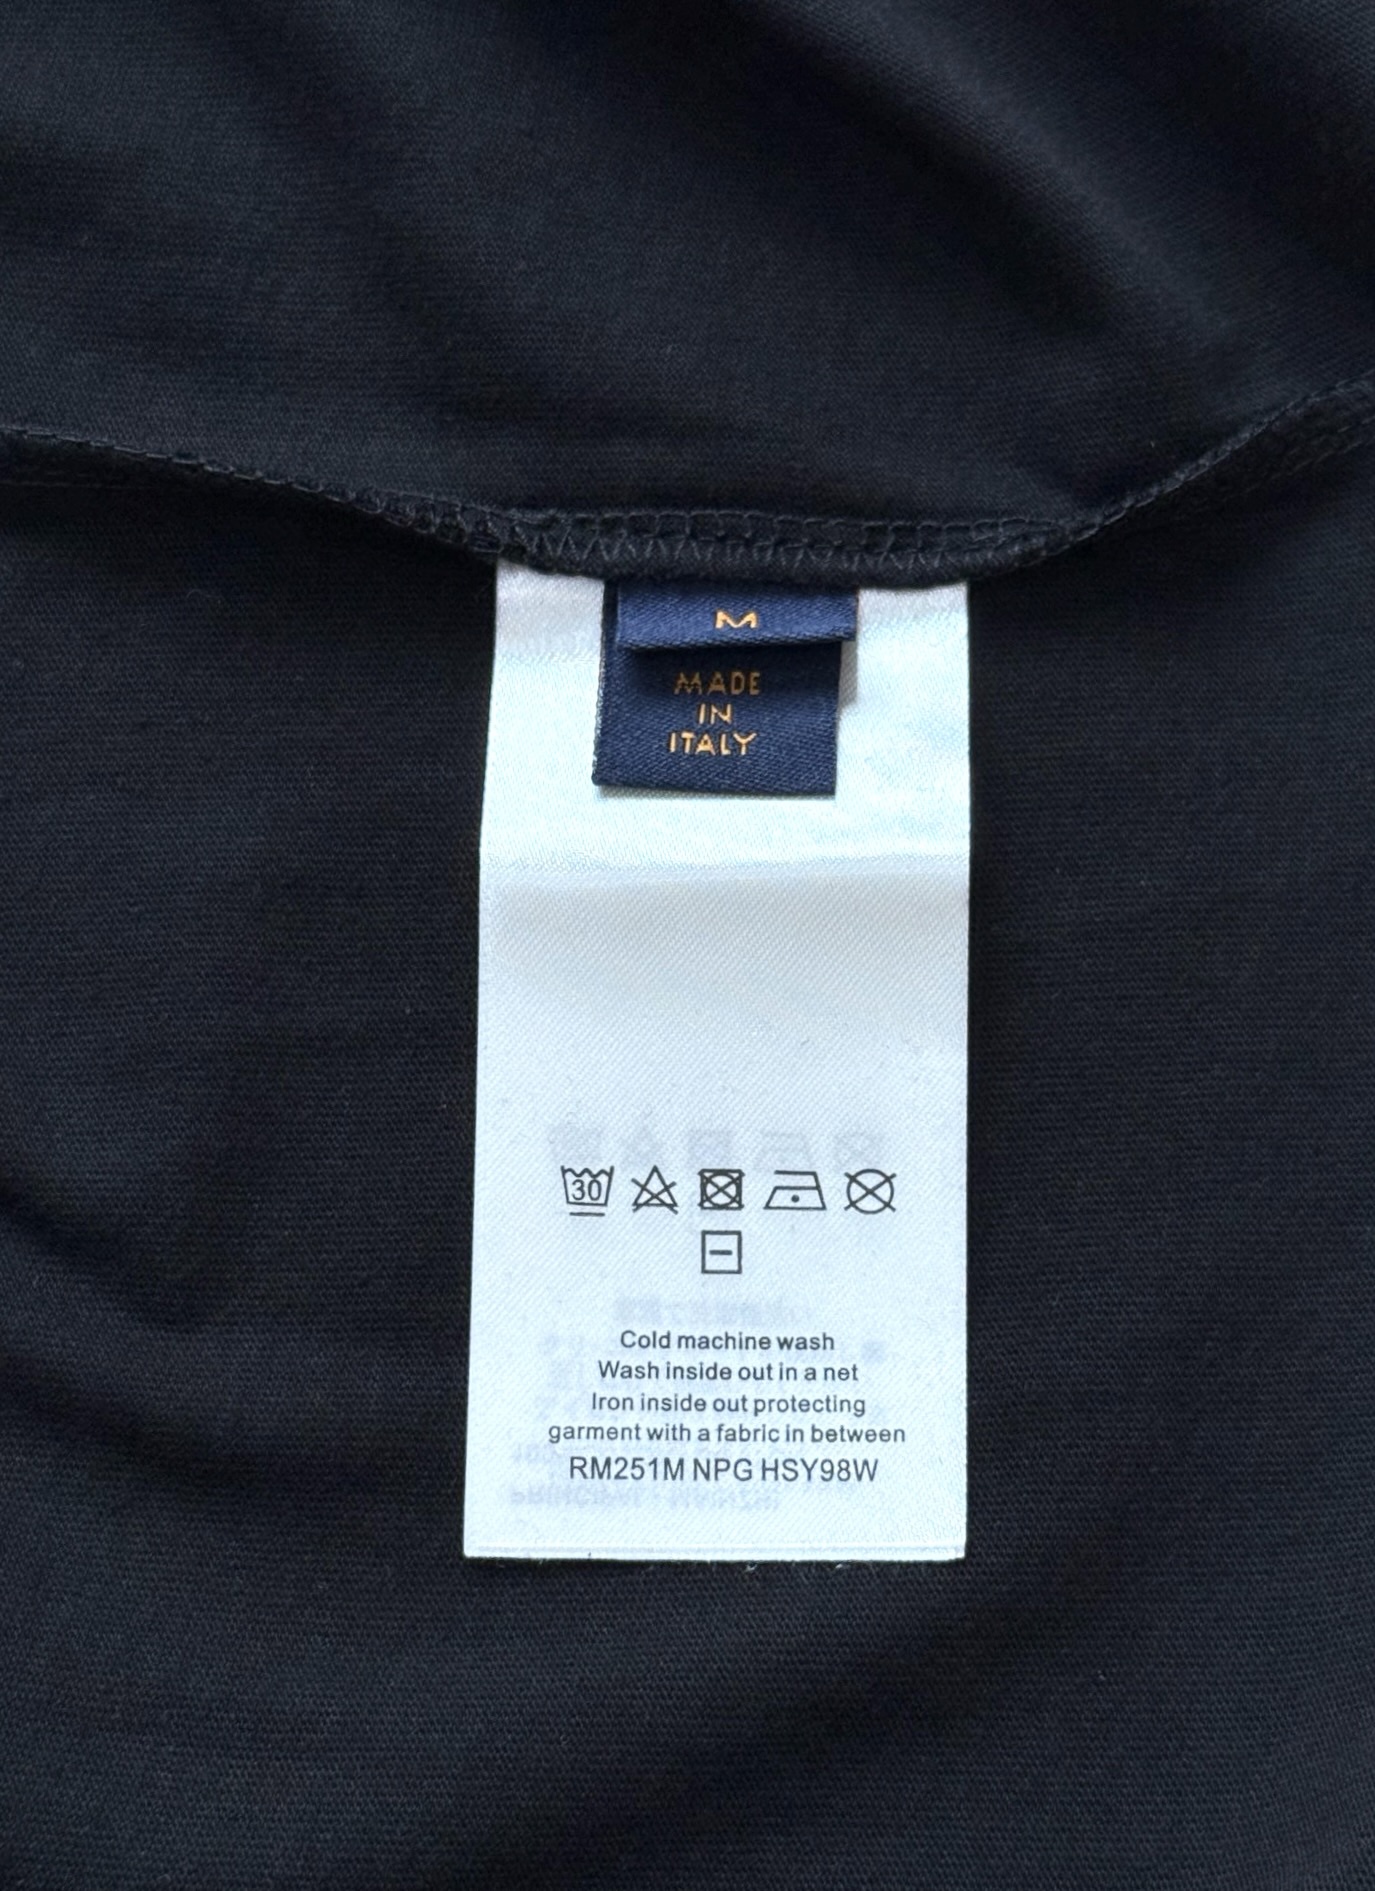 M
MADE
IN
ITALY
30
Cold machine wash
Wash inside out in a net
Iron inside out protecting
garment with a fabric in between
RM251M NPG HSY98W